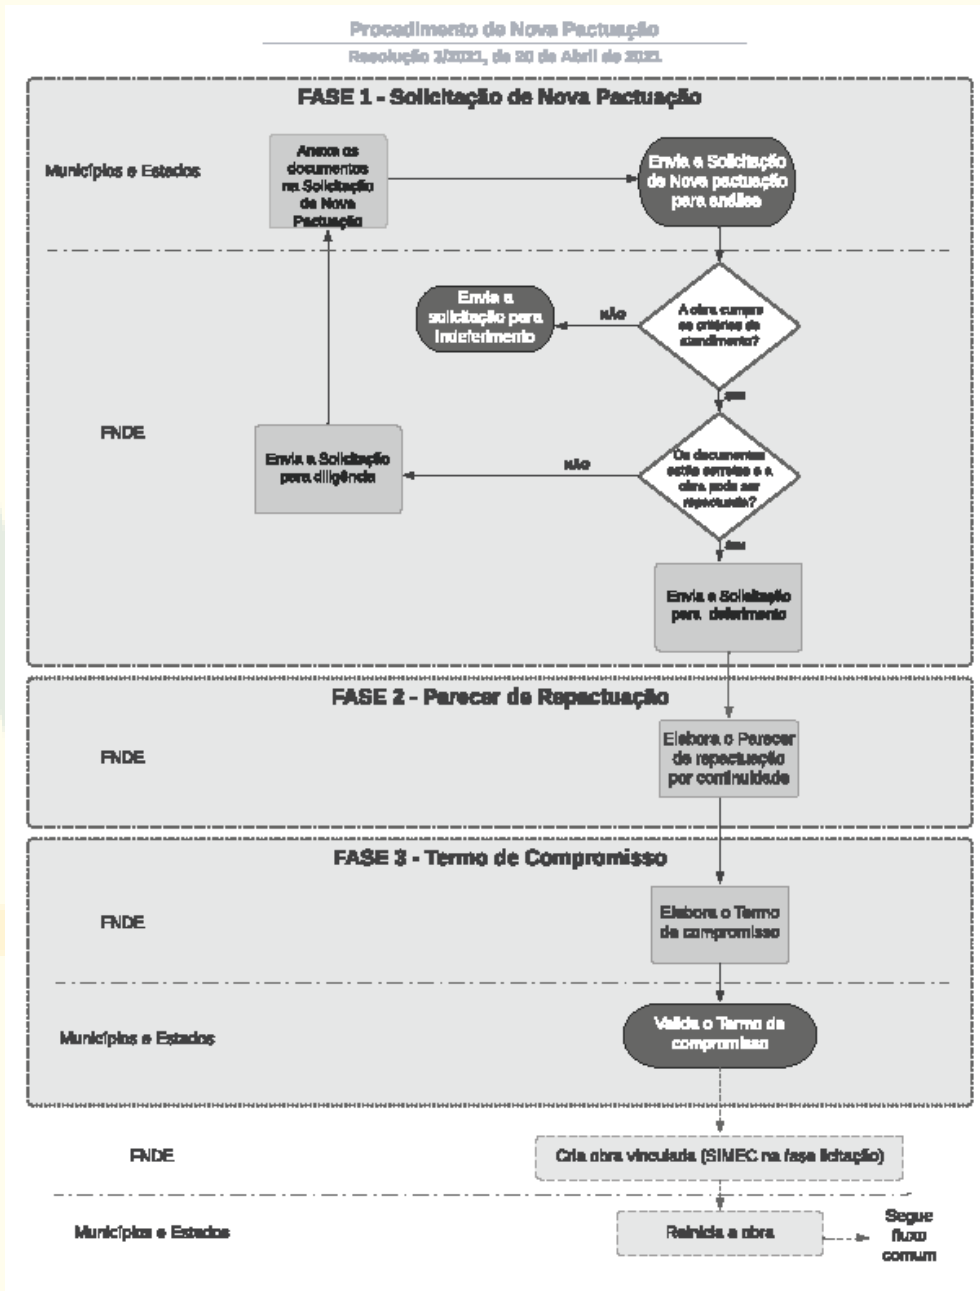 Procedimento de Nova Pactuação
Resolução 3/2021, de 20 de Abril de 2021
FASE 1 - Solicitação de Nova Pactuação
Municípios e Estados
Anexa os
documentos
na Solicitação
de Nova
Pactuação
Envia a Solicitação
de Nova pactuação
para análise
A obra cumpre
os critérios de
atendimento?
NÃO
Envia a
solicitação para
Indeferimento
SIM
FNDE
Os documentos
estão corretos e a
obra pode ser
repactuada?
NÃO
Envia a Solicitação
para diligência
SIM
Envia a Solicitação
para deferimento
FASE 2 - Parecer de Repactuação
FNDE
Elabora o Parecer
de repactuação
por continuidade
FASE 3 - Termo de Compromisso
FNDE
Elabora o Termo
de compromisso
Municípios e Estados
Valida o Termo de
compromisso
FNDE
Cria obra vinculada (SIMEC na fase licitação)
Municípios e Estados
Reinicia a obra
Segue
fluxo
comum